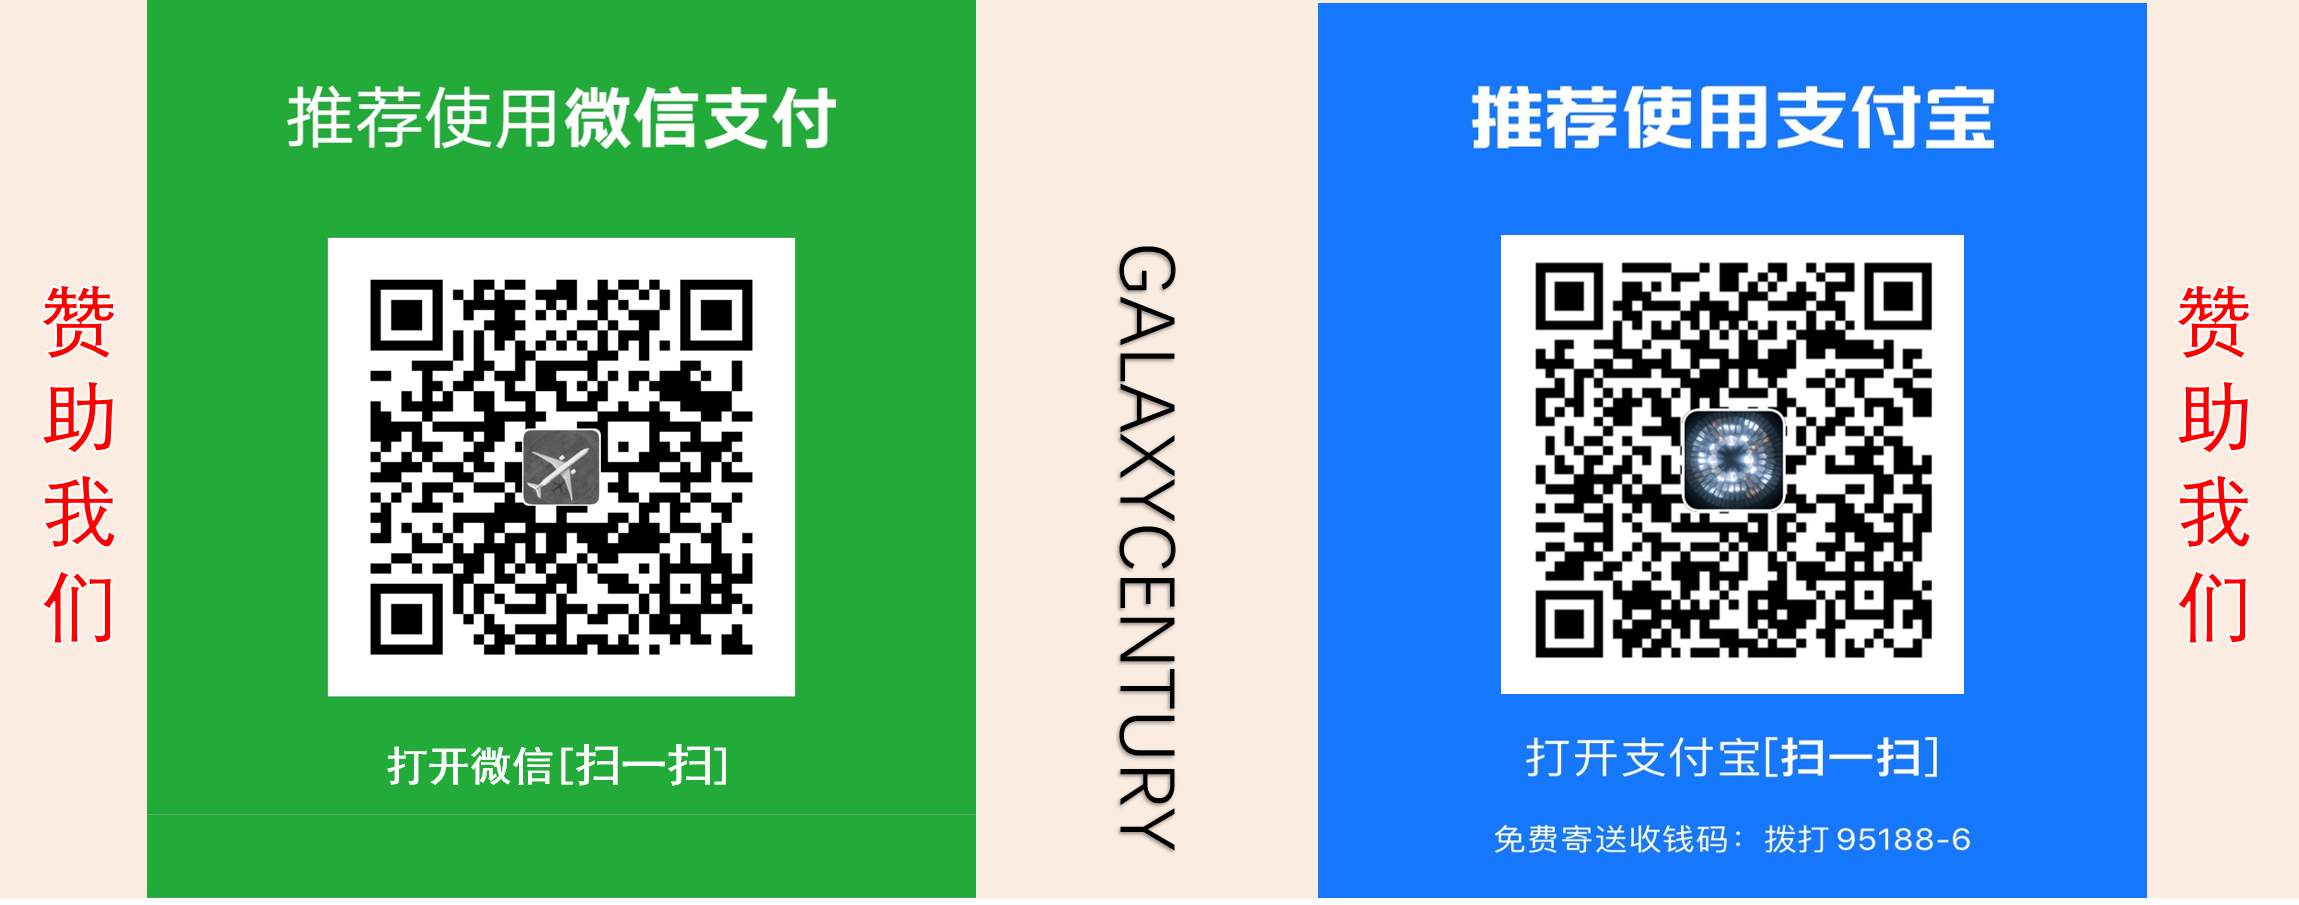 赞助我们
推荐使用微信支付
打开微信[扫一扫]
GALAXYCENTURY
推荐使用支付宝
打开支付宝[扫一扫]
免费寄送收钱码：拨打 95188-6
赞助我们